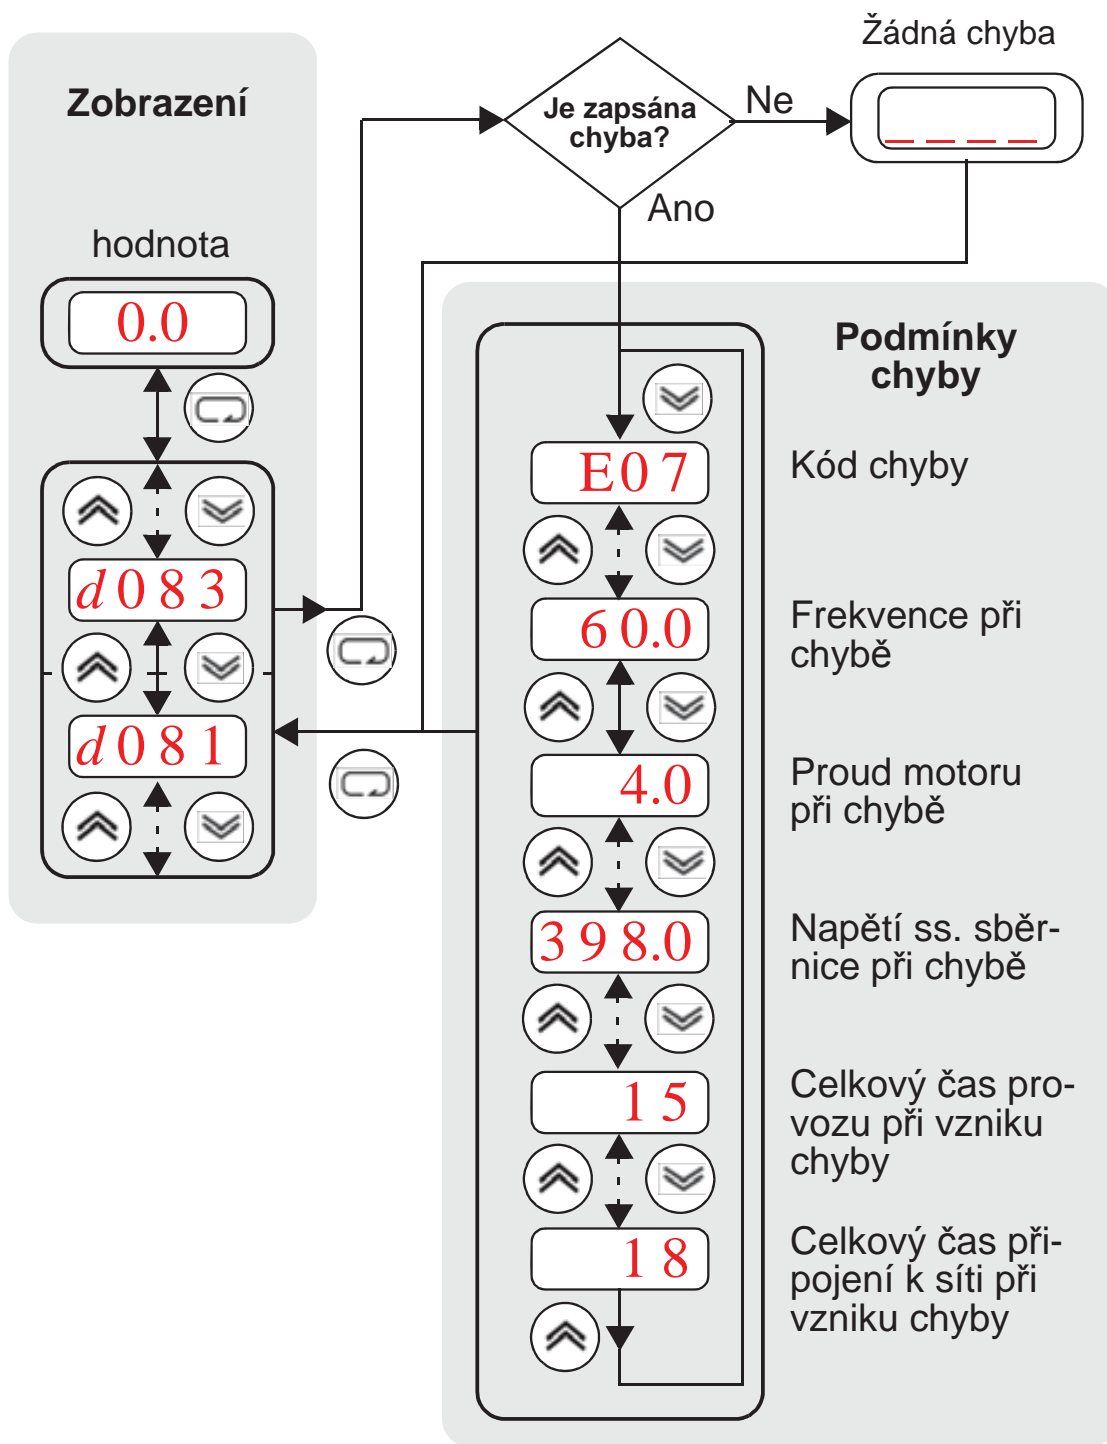 Zobrazení
hodnota
0.0
d083
d081
Je zapsána
chyba?
Ne
Ano
Žádná chyba
_ _ _ _
Podmínky
chyby
E07
Kód chyby
60.0
Frekvence při
chybě
4.0
Proud motoru
při chybě
398.0
Napětí ss. sběr-
nice při chybě
15
Celkový čas pro-
vozu při vzniku
chyby
18
Celkový čas při-
pojení k síti při
vzniku chyby